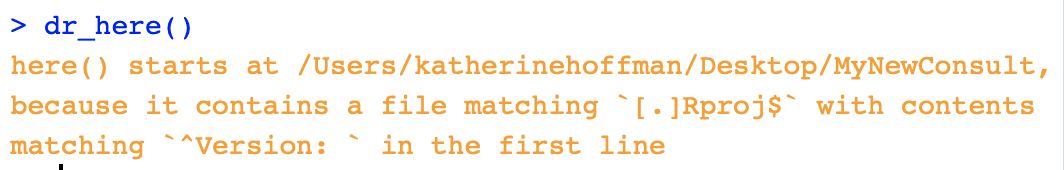 > dr_here()
here() starts at /Users/katherinehoffman/Desktop/MyNewConsult,
because it contains a file matching `[.]Rproj$` with contents
matching `^Version: ` in the first line